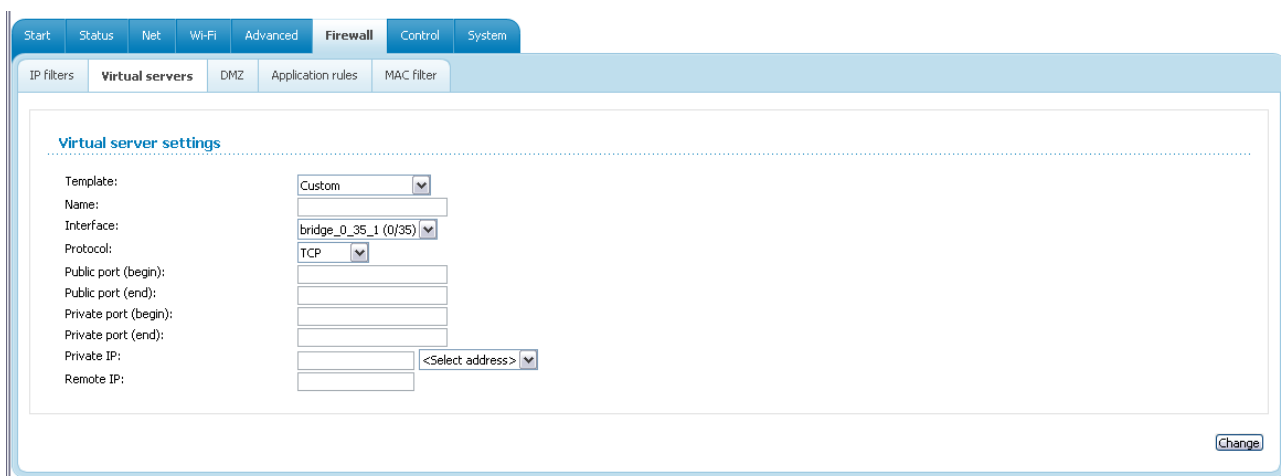 Start Status Net Wi-Fi Advanced Firewall Control System
IP filters Virtual servers DMZ Application rules MAC filter
Virtual server settings
Template: Custom
Name:
Interface: bridge_0_35_1 (0/35)
Protocol: TCP
Public port (begin):
Public port (end):
Private port (begin):
Private port (end):
Private IP: <Select address>
Remote IP:
Change